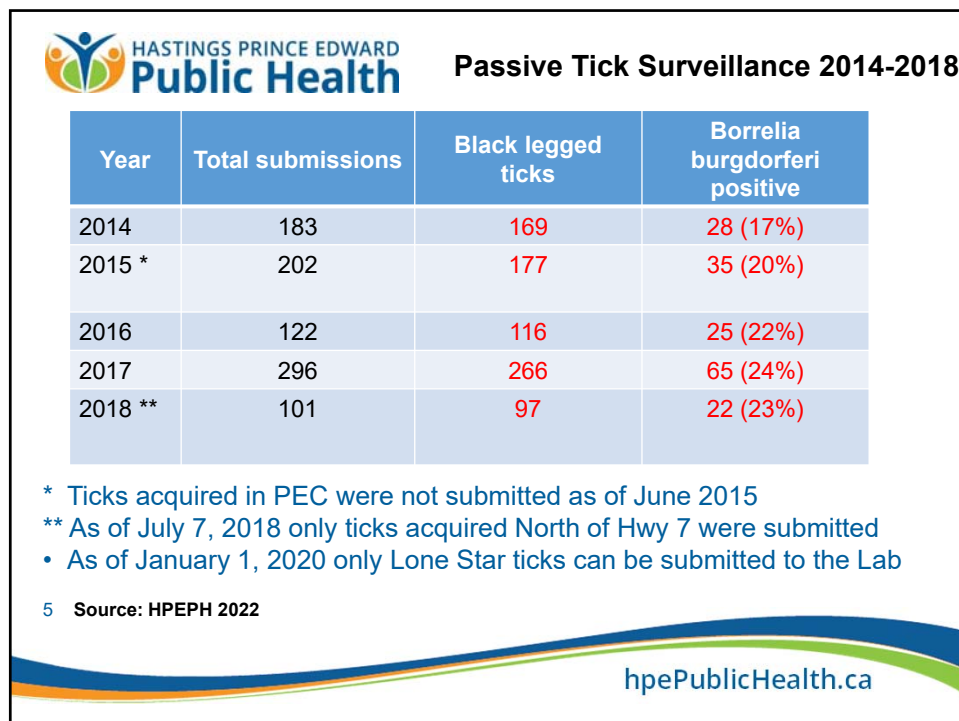 HASTINGS PRINCE EDWARD
Public Health
Passive Tick Surveillance 2014-2018
Year Total submissions Black legged ticks Borrelia burgdorferi positive
2014 183 169 28 (17%)
2015 * 202 177 35 (20%)
2016 122 116 25 (22%)
2017 296 266 65 (24%)
2018 ** 101 97 22 (23%)
* Ticks acquired in PEC were not submitted as of June 2015
** As of July 7, 2018 only ticks acquired North of Hwy 7 were submitted
• As of January 1, 2020 only Lone Star ticks can be submitted to the Lab
5 Source: HPEPH 2022
hpePublicHealth.ca